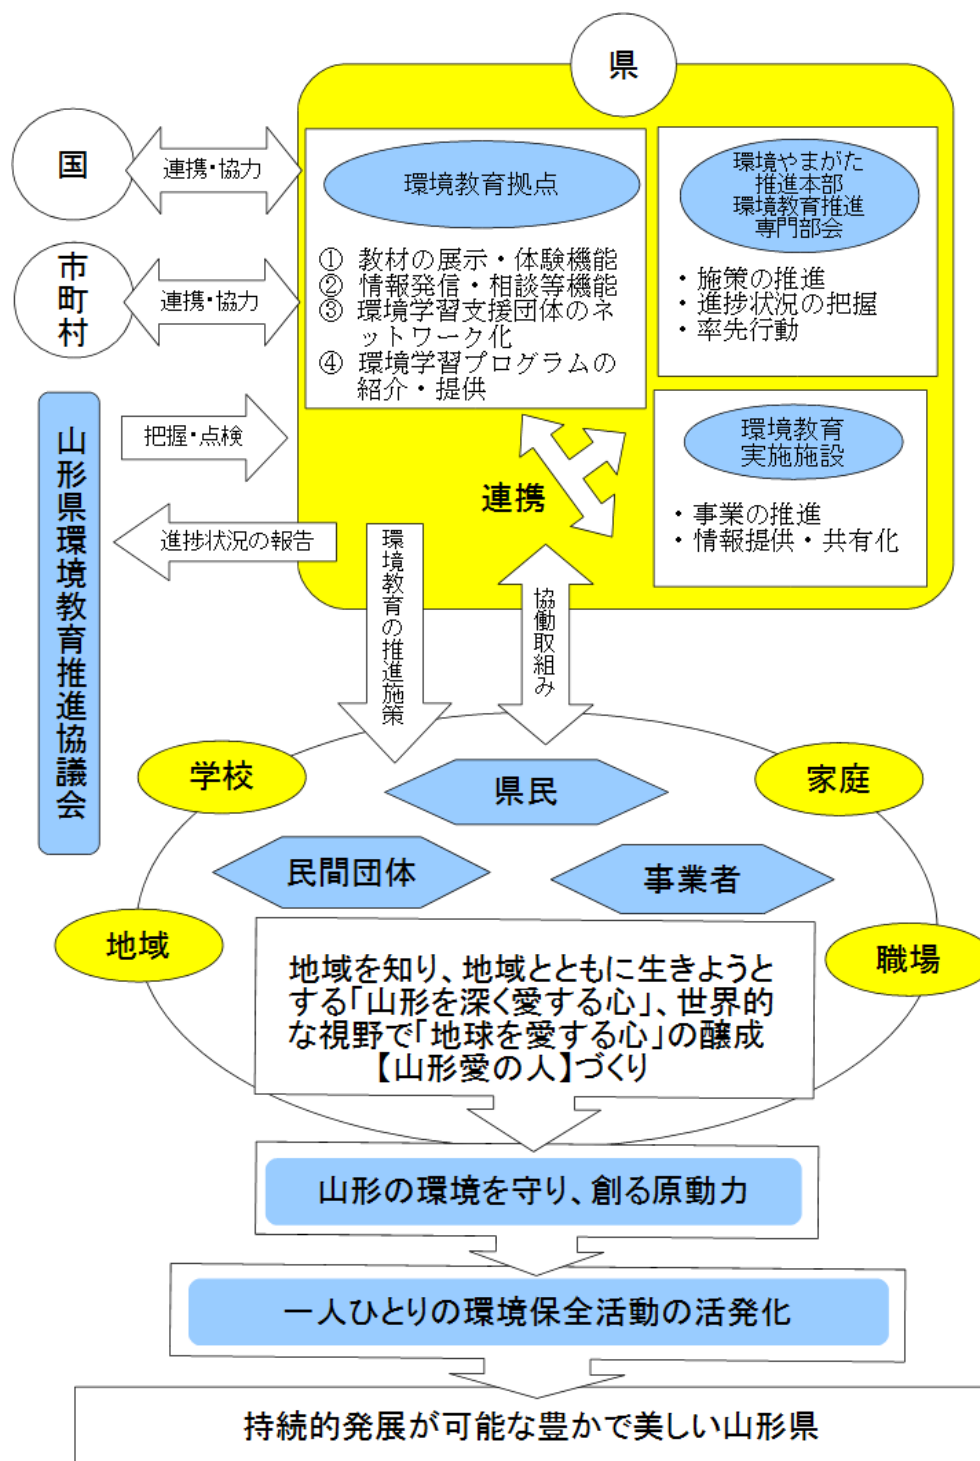 県
国
連携・協力
市
町
村
連携・協力
環境教育拠点
① 教材の展示・体験機能
② 情報発信・相談等機能
③ 環境学習支援団体のネ
ットワーク化
④ 環境学習プログラムの
紹介・提供
環境やまがた
推進本部
環境教育推進
専門部会
・施策の推進
・進捗状況の把握
・率先行動
環境教育
実施施設
・事業の推進
・情報提供・共有化
連携
山形県環境教育推進協議会
把握・点検
進捗状況の報告
環境教育の推進施策
協働取組み
学校
県民
家庭
民間団体
事業者
地域
職場
地域を知り、地域とともに生きようと
する「山形を深く愛する心」、世界的
な視野で「地球を愛する心」の醸成
【山形愛の人】づくり
山形の環境を守り、創る原動力
一人ひとりの環境保全活動の活発化
持続的発展が可能な豊かで美しい山形県